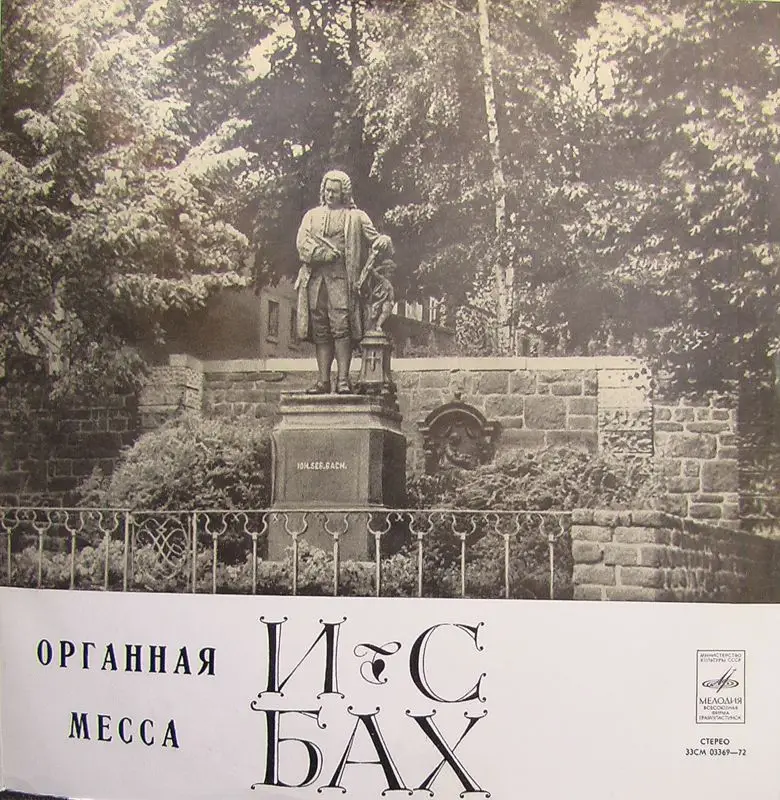 IOH. SEB. BACH.
ОРГАННАЯ
МЕССА
И С
БАХ
МИНИСТЕРСТВО
КУЛЬТУРЫ СССР
МЕЛОДИЯ
ВСЕСОЮЗНАЯ
ФИРМА
ГРАМПЛАСТИНОК
СТЕРЕО
33СМ 03369—72